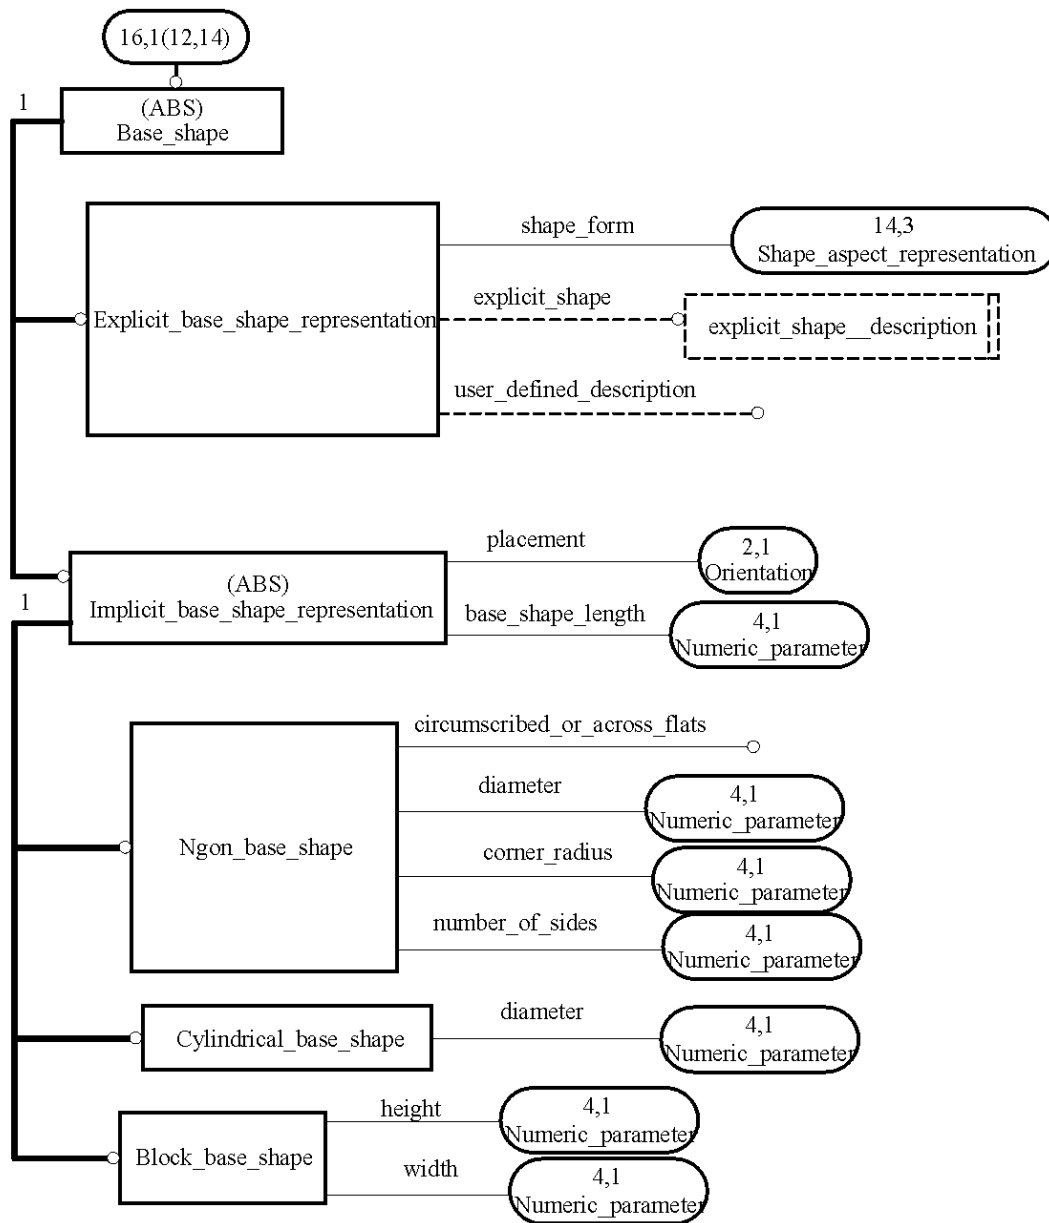 16,1(12,14)
1
(ABS)
Base_shape
shape_form
14,3
Shape_aspect_representation
Explicit_base_shape_representation
explicit_shape
explicit_shape__description
user_defined_description
placement
2,1
Orientation
(ABS)
1
Implicit_base_shape_representation
base_shape_length
4,1
Numeric_parameter
circumscribed_or_across_flats
diameter
4,1
Numeric_parameter
Ngon_base_shape
corner_radius
4,1
Numeric_parameter
number_of_sides
4,1
Numeric_parameter
diameter
Cylindrical_base_shape
4,1
Numeric_parameter
height
4,1
Numeric_parameter
Block_base_shape
width
4,1
Numeric_parameter